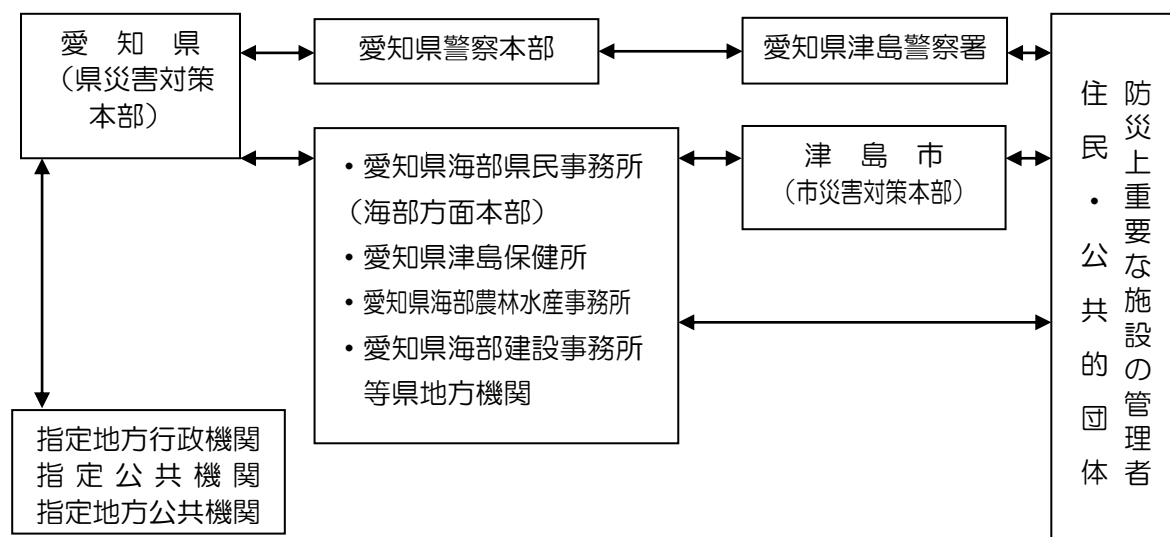 愛知県
（県災害対策
本部）
愛知県警察本部
愛知県津島警察署
・愛知県海部県民事務所
（海部方面本部）
・愛知県津島保健所
・愛知県海部農林水産事務所
・愛知県海部建設事務所
等県地方機関
津島市
（市災害対策本部）
防災上重要な施設の管理者
住民・公共的団体
指定地方行政機関
指定公共機関
指定地方公共機関